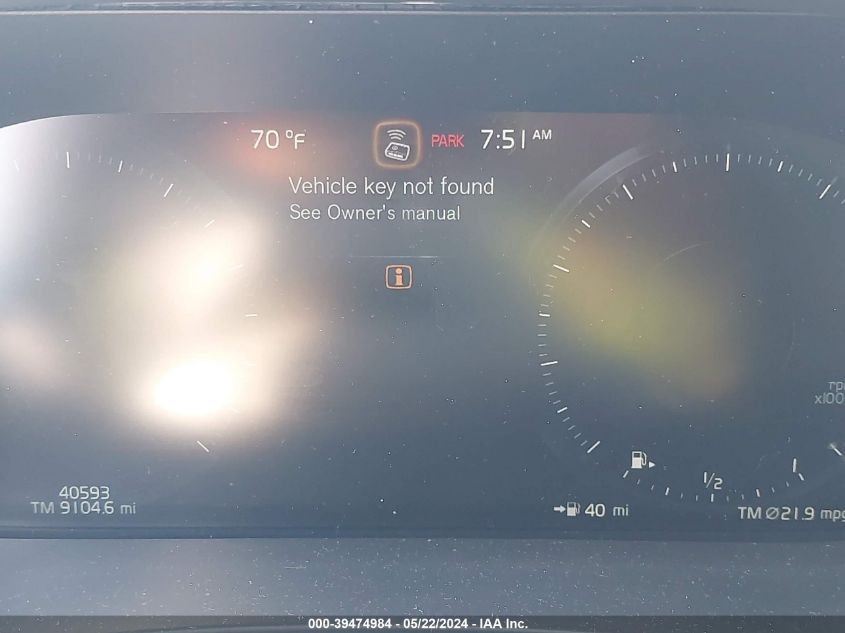 70 °F PARK 7:51 AM
Vehicle key not found
See Owner's manual
1/2
40593
TM 9104.6 mi
40 mi
TM Ø21.9 mpg
000-39474984 - 05/22/2024 - IAA Inc.